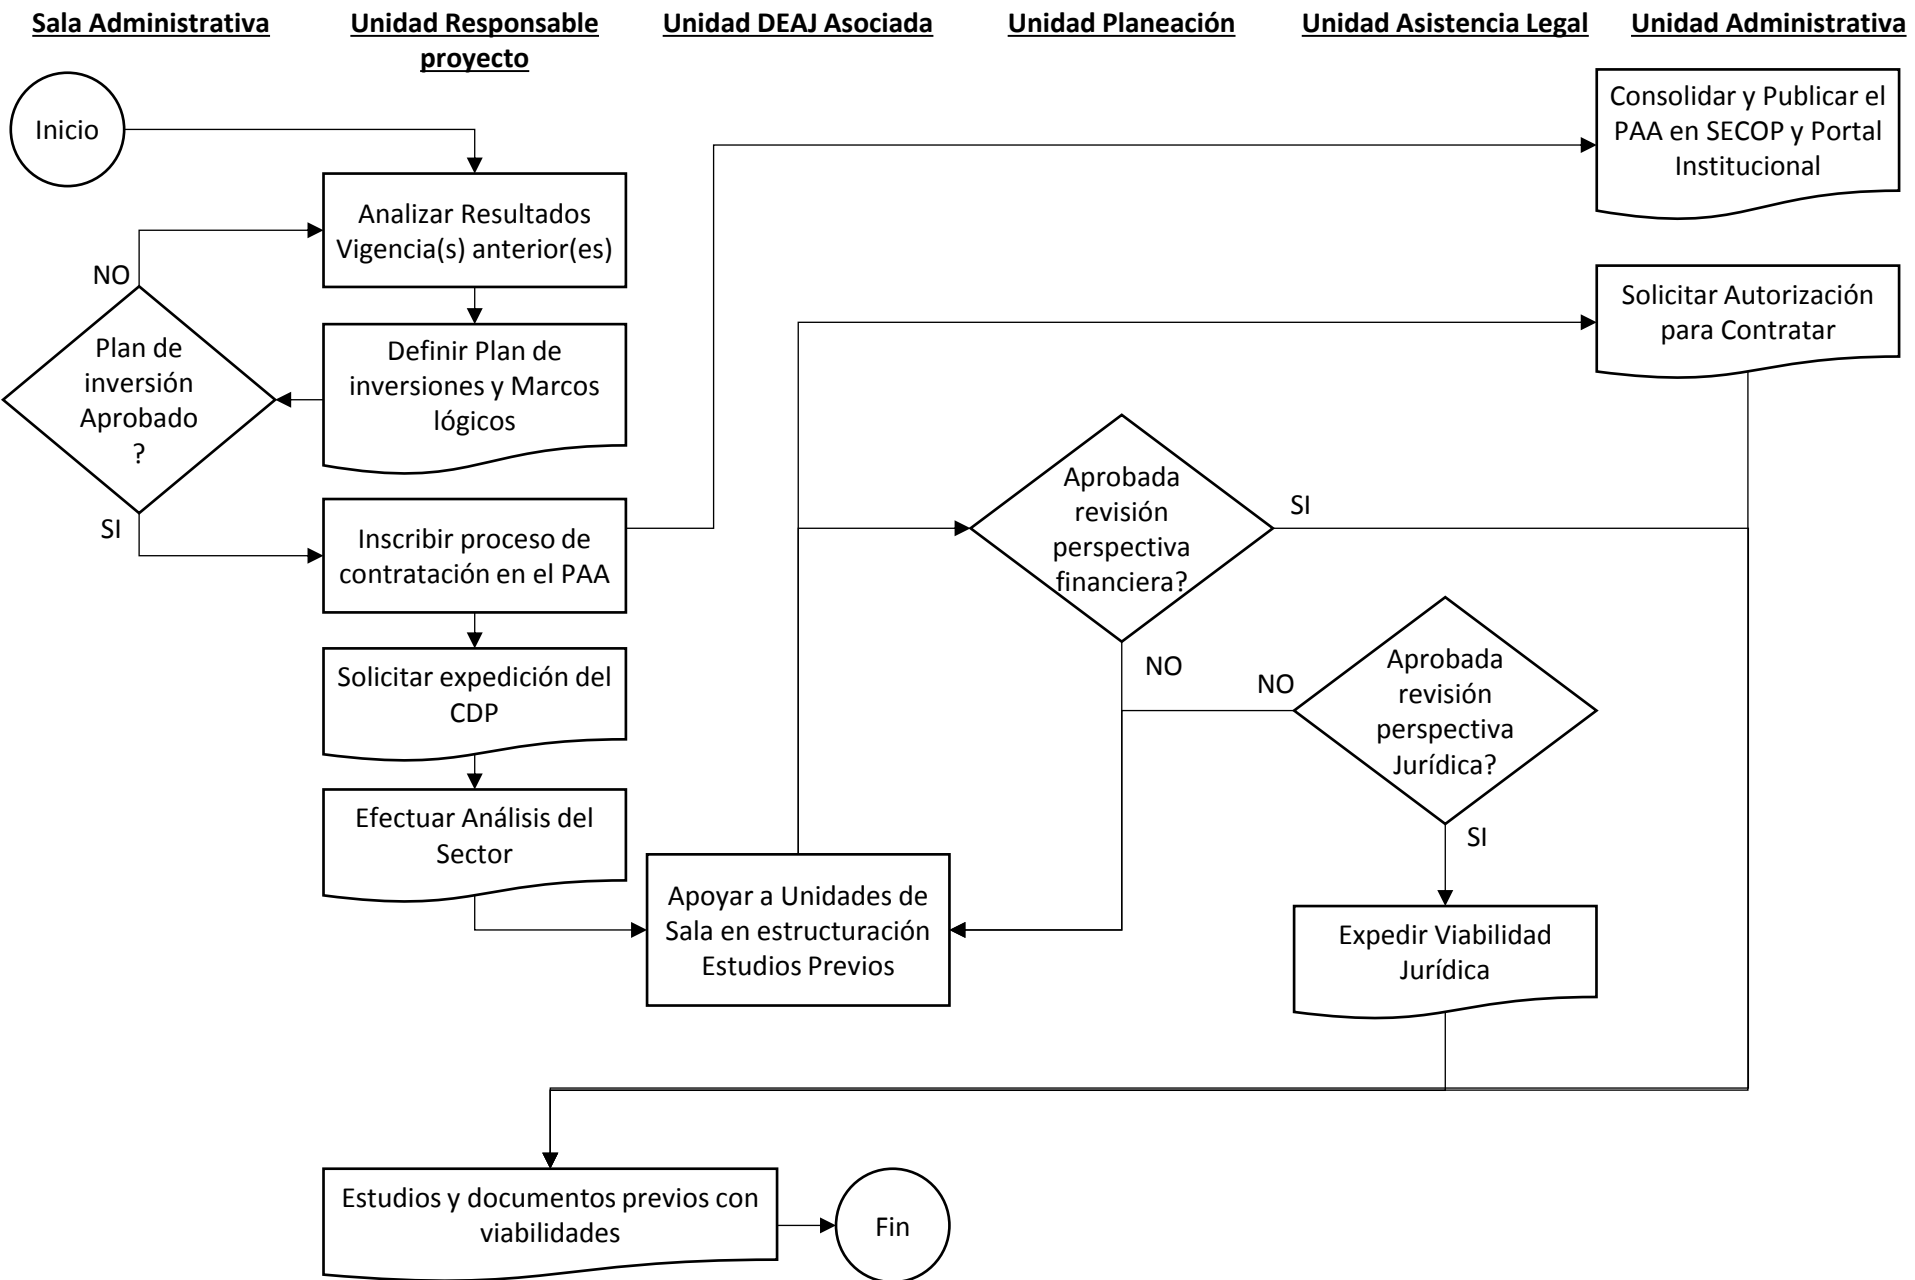 Sala Administrativa
Unidad Responsable
proyecto
Unidad DEAJ Asociada
Unidad Planeación
Unidad Asistencia Legal
Unidad Administrativa
Inicio
Consolidar y Publicar el
PAA en SECOP y Portal
Institucional
Analizar Resultados
Vigencia(s) anterior(es)
NO
Plan de
inversión
Aprobado
?
SI
Definir Plan de
inversiones y Marcos
lógicos
Solicitar Autorización
para Contratar
Inscribir proceso de
contratación en el PAA
Aprobada
revisión
perspectiva
financiera?
SI
NO
Solicitar expedición del
CDP
NO
Aprobada
revisión
perspectiva
Jurídica?
SI
Efectuar Análisis del
Sector
Apoyar a Unidades de
Sala en estructuración
Estudios Previos
Expedir Viabilidad
Jurídica
Estudios y documentos previos con
viabilidades
Fin